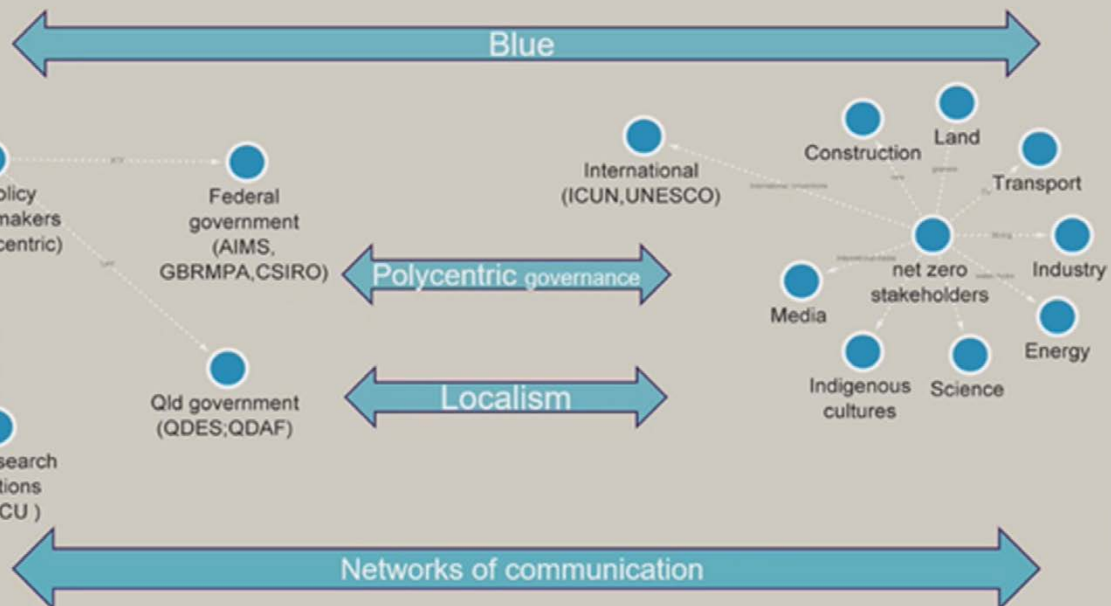 Blue
olicy
makers
centric)
Federal
government
(AIMS,
GBRMPA,CSIRO)
International
(ICUN,UNESCO)
Construction
Land
Transport
Polycentric governance
net zero
stakeholders
Industry
Media
Energy
Localism
Qld government
(QDES;QDAF)
Indigenous
cultures
Science
search
tions
CU )
Networks of communication